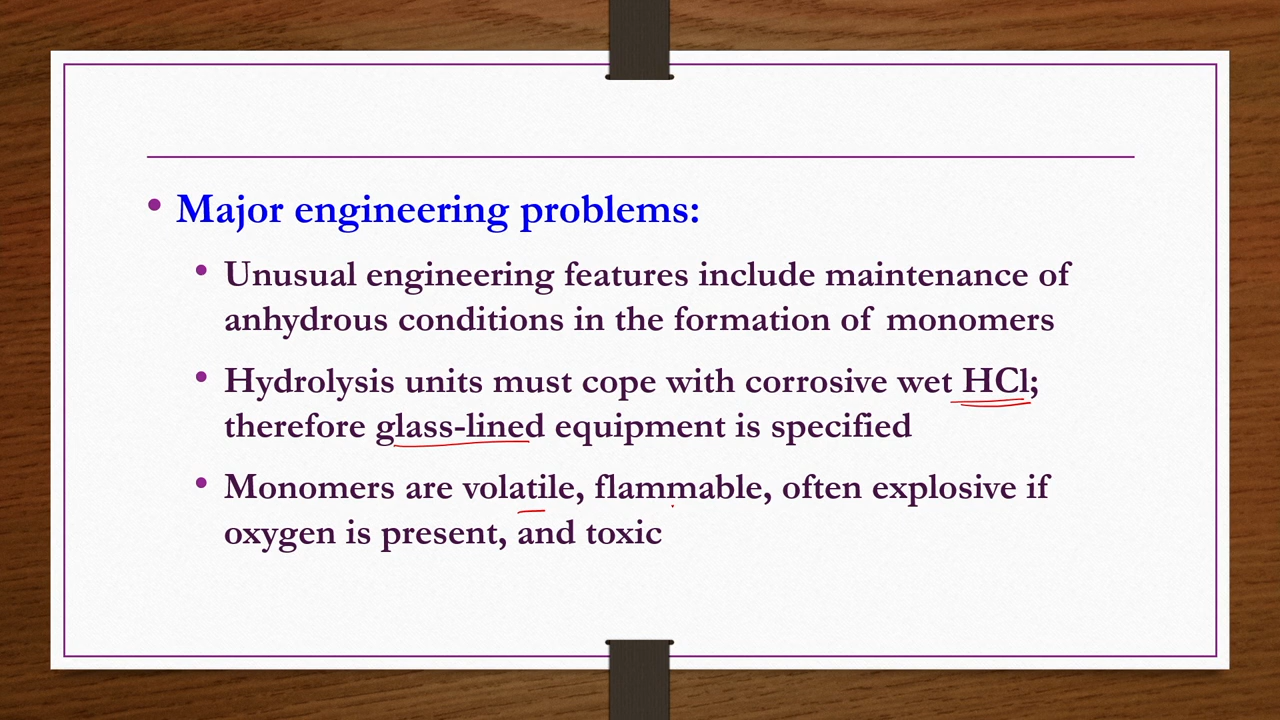 • Major engineering problems:
• Unusual engineering features include maintenance of
anhydrous conditions in the formation of monomers
• Hydrolysis units must cope with corrosive wet HCl;
therefore glass-lined equipment is specified
• Monomers are volatile, flammable, often explosive if
oxygen is present, and toxic